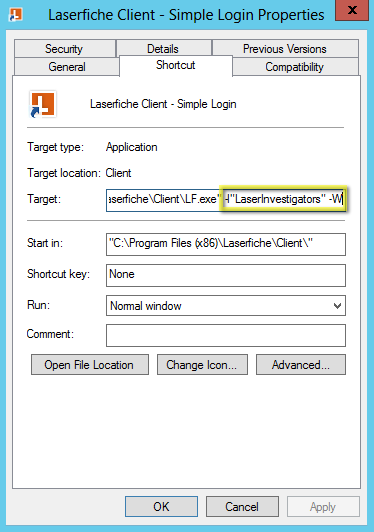 Laserfiche Client - Simple Login Properties
x
Security Details Previous Versions
General Shortcut Compatibility
Laserfiche Client - Simple Login
Target type: Application
Target location: Client
Target: aserfiche\Client\LF.exe" -l"LaserInvestigators" -W
Start in: "C:\Program Files (x86)\Laserfiche\Client\"
Shortcut key: None
Run: Normal window
Comment:
Open File Location Change Icon... Advanced...
OK Cancel Apply